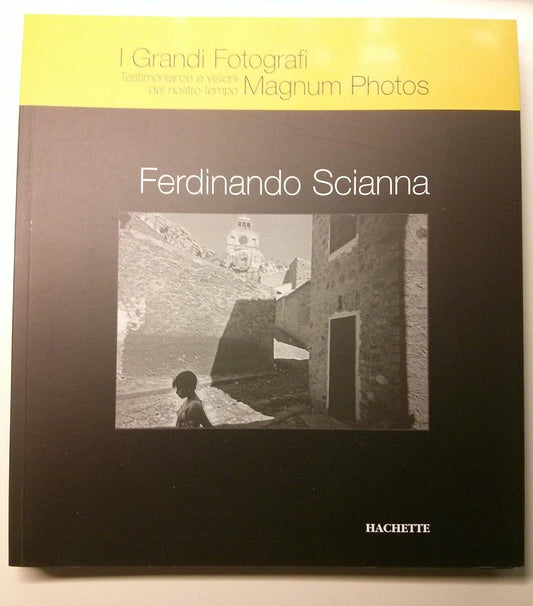 I Grandi Fotografi
Testimonianze e visioni
del nostro tempo
Magnum Photos
Ferdinando Scianna
HACHETTE